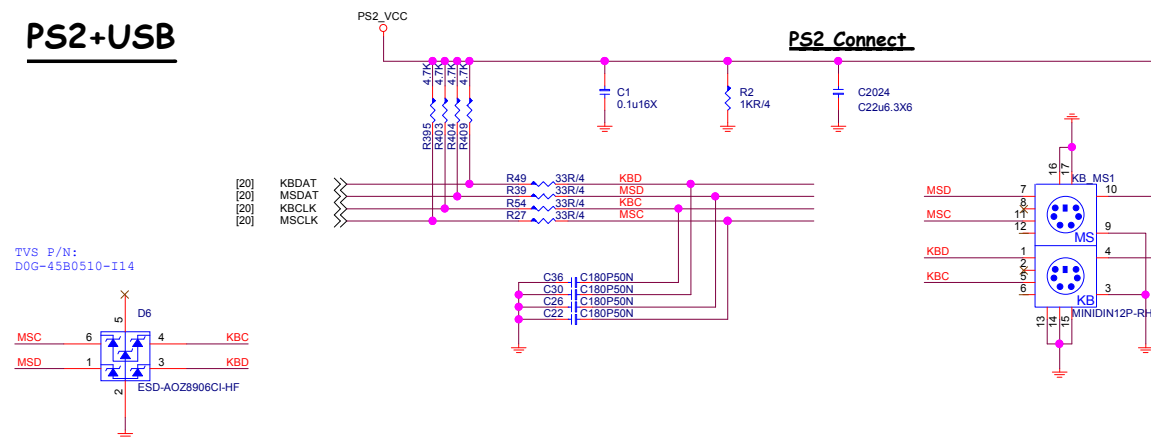 PS2+USB
PS2_VCC
PS2 Connect
4.7K
4.7K
4.7K
4.7K
R395
R403
R404
R409
C1
0.1u16X
R2
1KR/4
C2024
C22u6.3X6
[20] KBDAT R49 33R/4 KBD
[20] MSDAT R39 33R/4 MSD
[20] KBCLK R54 33R/4 KBC
[20] MSCLK R27 33R/4 MSC
C36 C180P50N
C30 C180P50N
C26 C180P50N
C22 C180P50N
TVS P/N:
D0G-45B0510-I14
D6
5
MSC 6 4 KBC
MSD 1 3 KBD
2
ESD-AOZ8906CI-HF
16
17
KB_MS1
MSD 7 10
8
MSC 11
12 9
MS
KBD 1 4
2
KBC 5
6 3
KB
MINIDIN12P-RH
13
14
15